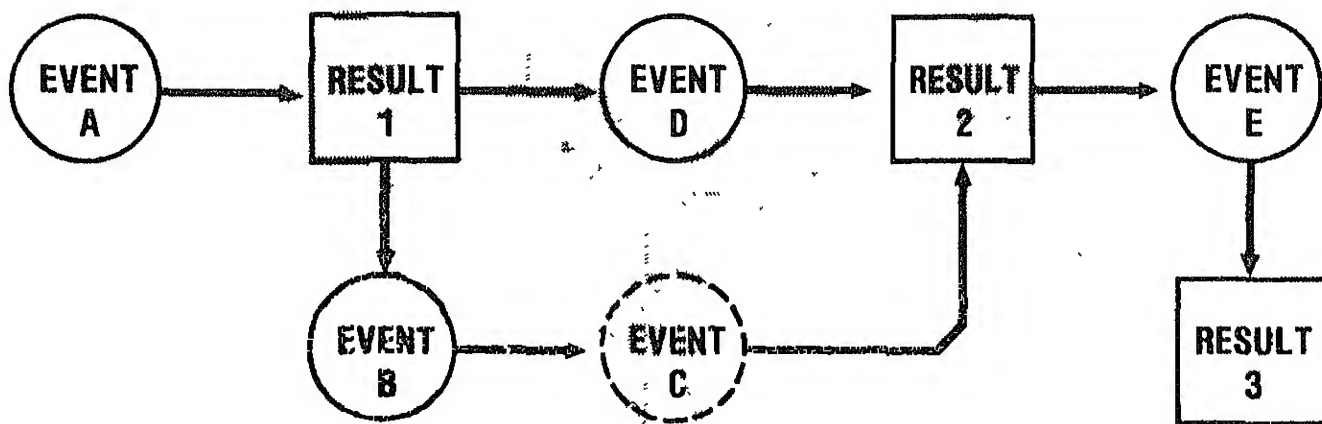 EVENT
A
RESULT
1
EVENT
D
RESULT
2
EVENT
E
EVENT
B
EVENT
C
RESULT
3